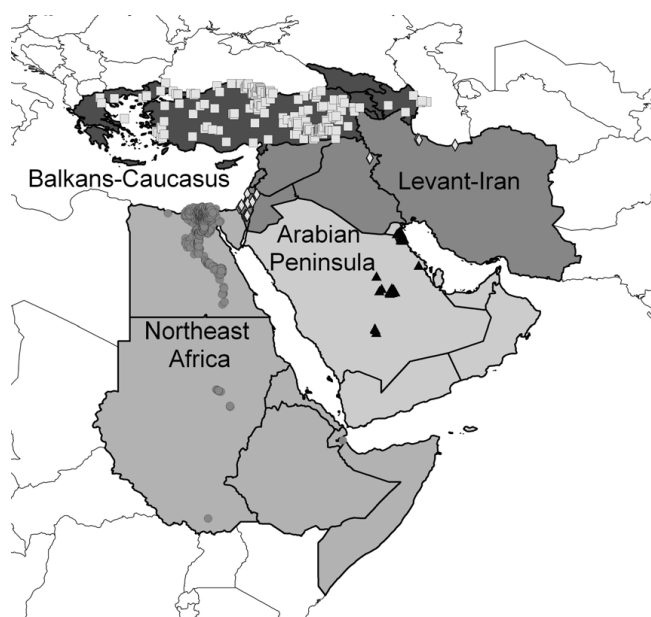 Balkans-Caucasus
Levant-Iran
Arabian
Peninsula
Northeast
Africa